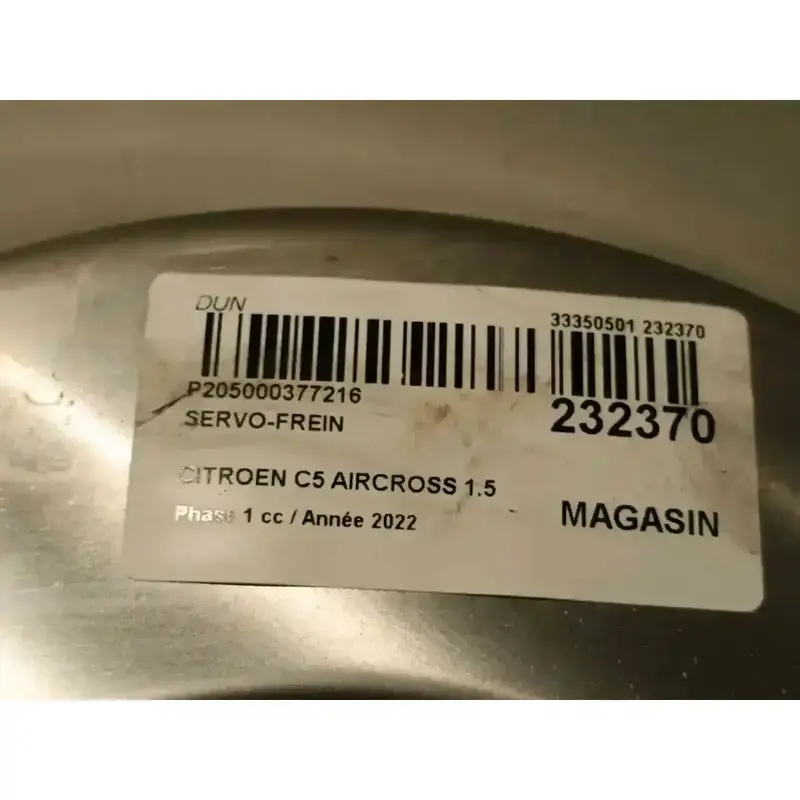 DUN
33350501 232370
P205000377216
232370
SERVO-FREIN
CITROEN C5 AIRCROSS 1.5
Phase 1 cc / Année 2022
MAGASIN